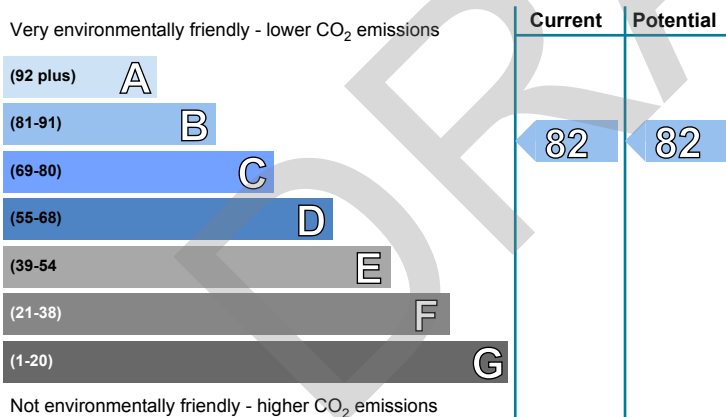 Current Potential
Very environmentally friendly - lower CO2 emissions
(92 plus) A
(81-91) B
82 82
(69-80) C
(55-68) D
(39-54 E
(21-38) F
(1-20) G
Not environmentally friendly - higher CO2 emissions